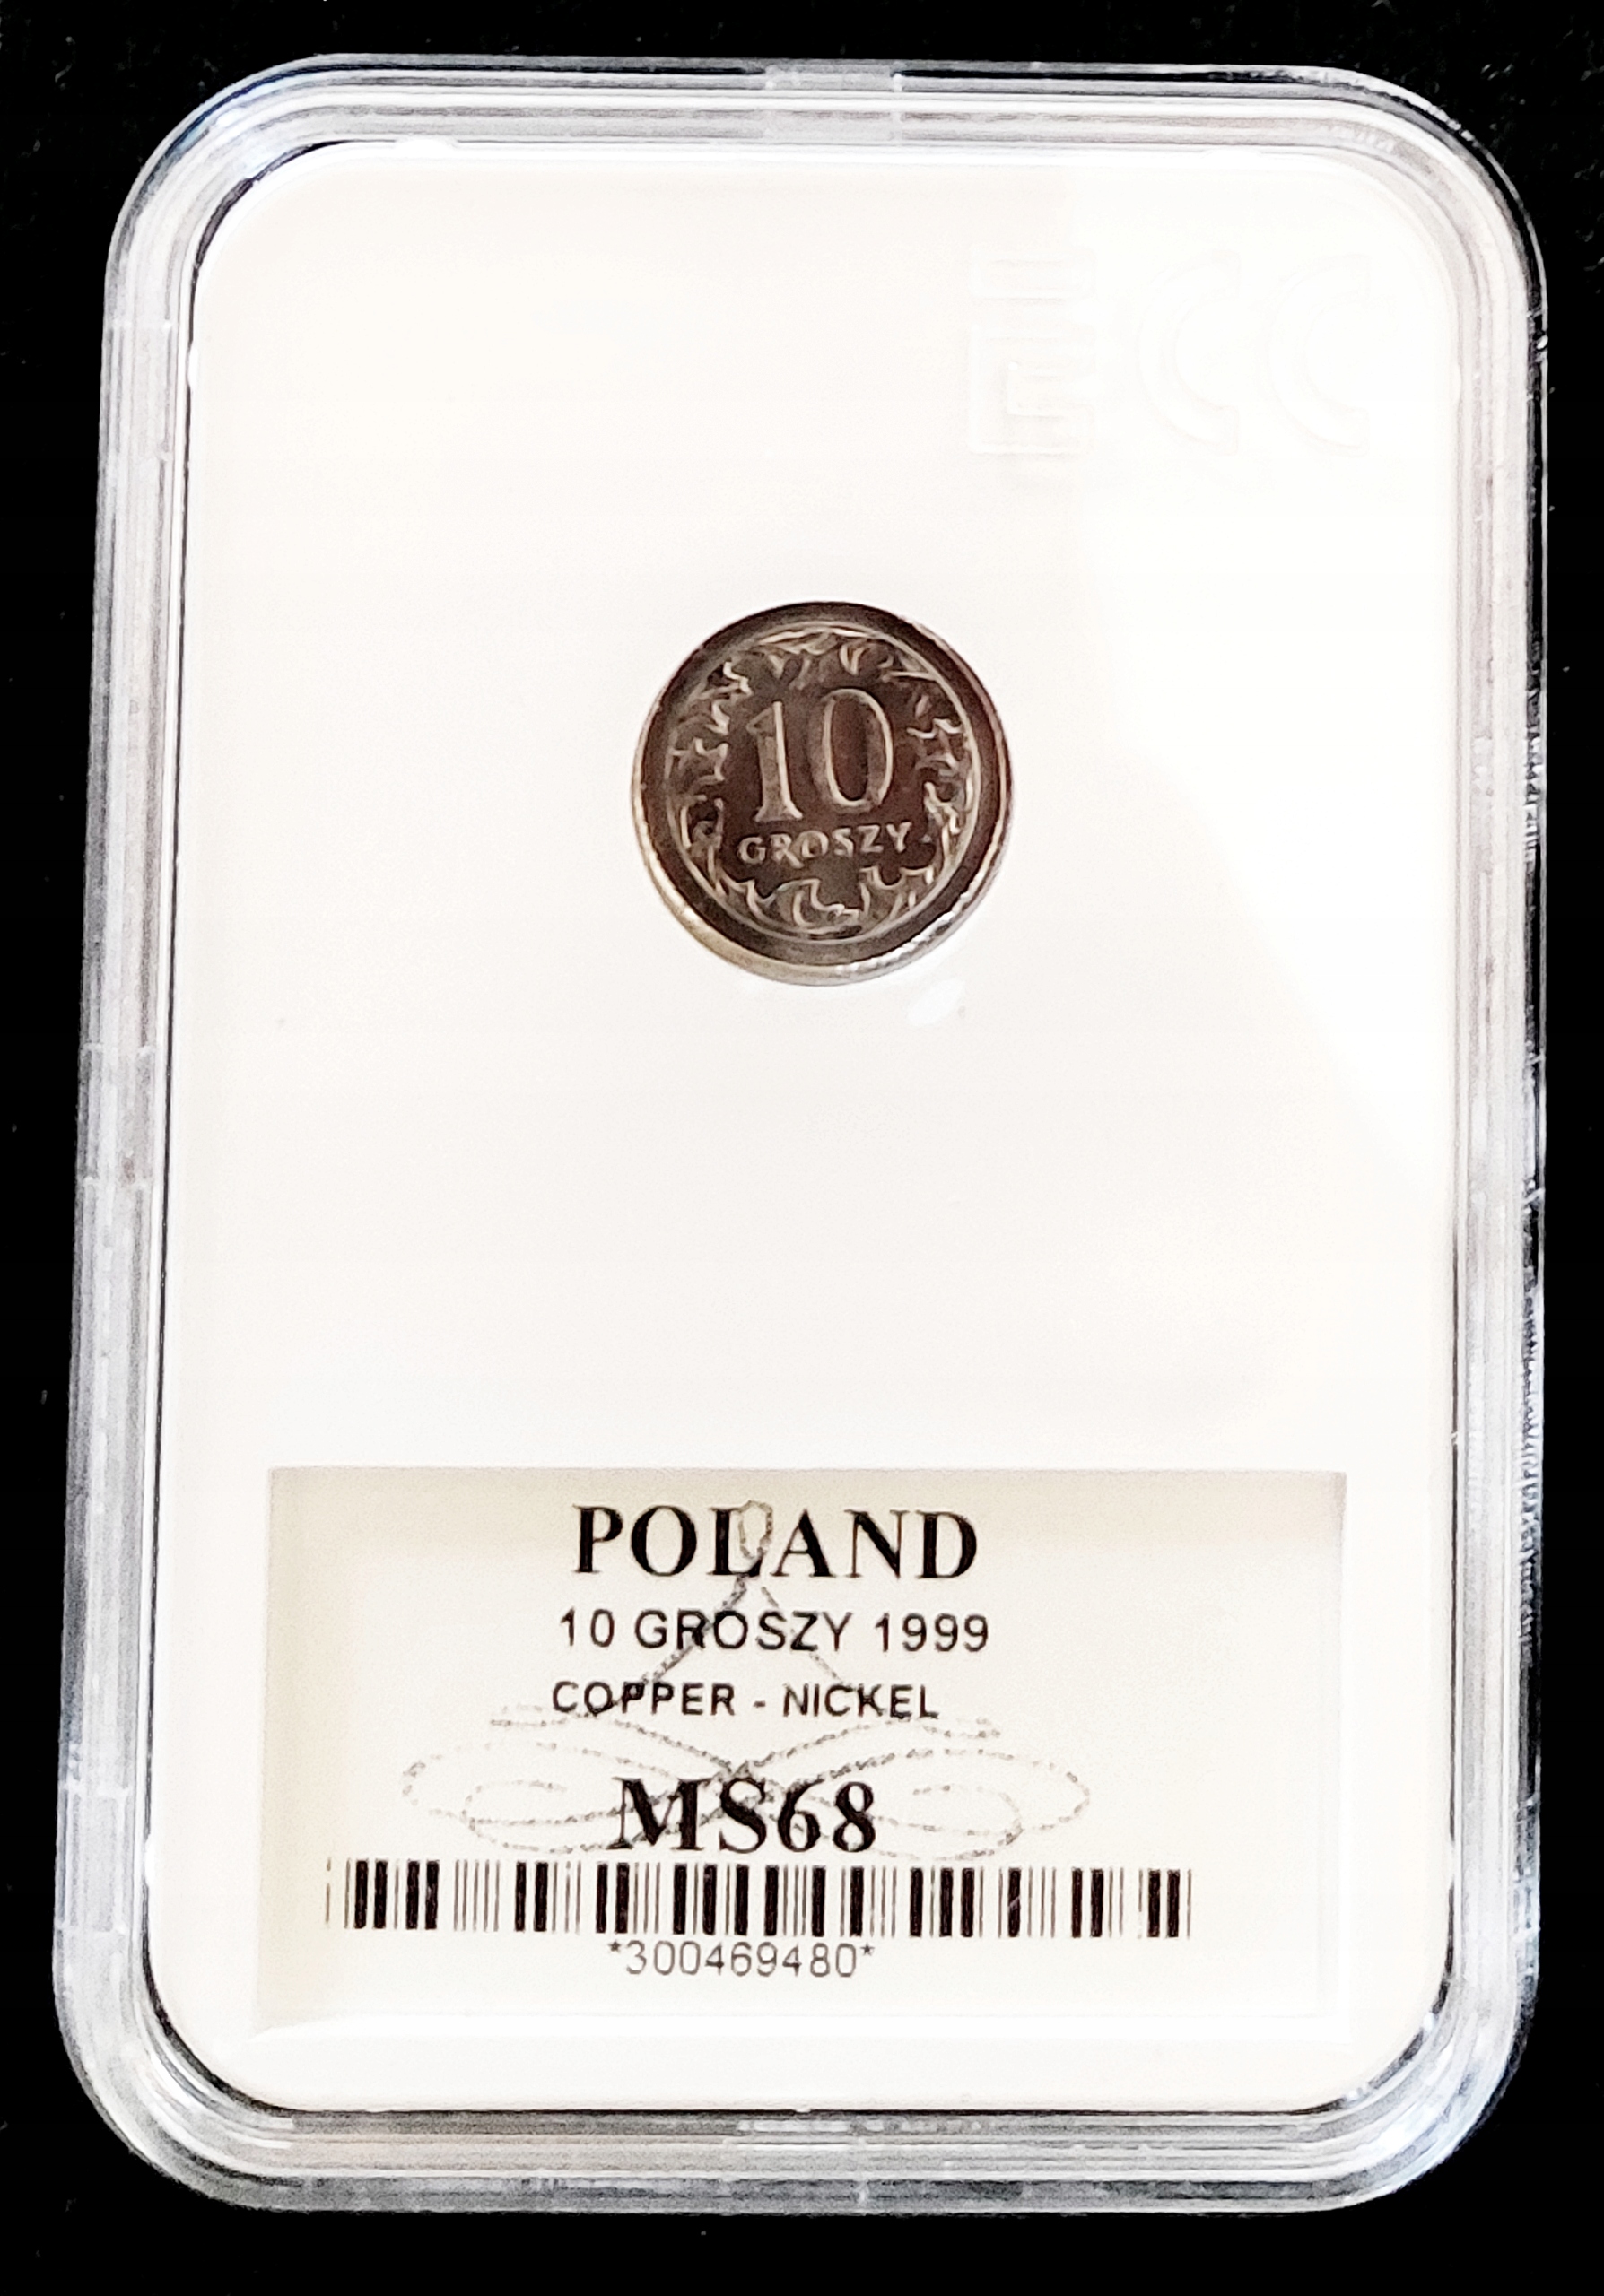 10
GROSZY
POLAND
10 GROSZY 1999
COPPER - NICKEL
MS68
*300469480*